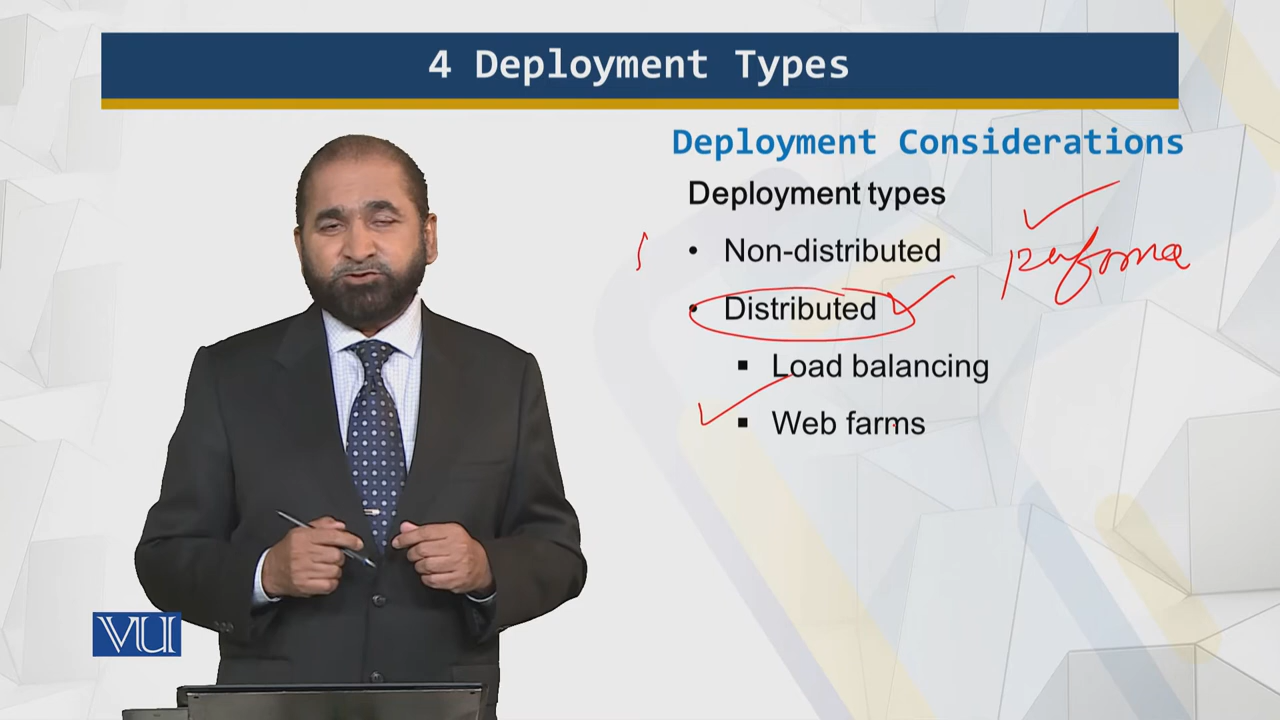 4 Deployment Types
Deployment Considerations
Deployment types
• Non-distributed
• Distributed
▪ Load balancing
▪ Web farms
VU